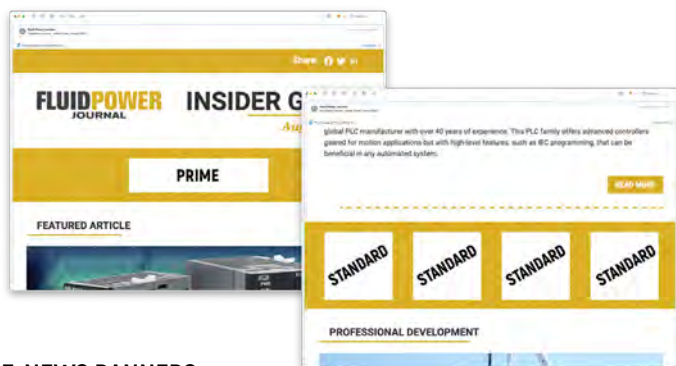 Share:
FLUIDPOWER
JOURNAL
INSIDER G
Aug
PRIME
FEATURED ARTICLE
global PLC manufacturer with over 40 years of experience. This PLC family offers advanced controllers
geared for motion applications but with high-level features, such as IEC programming, that can be
beneficial in any automated system.
READ MORE
STANDARD
STANDARD
STANDARD
STANDARD
PROFESSIONAL DEVELOPMENT
E-NEWS BANNERS